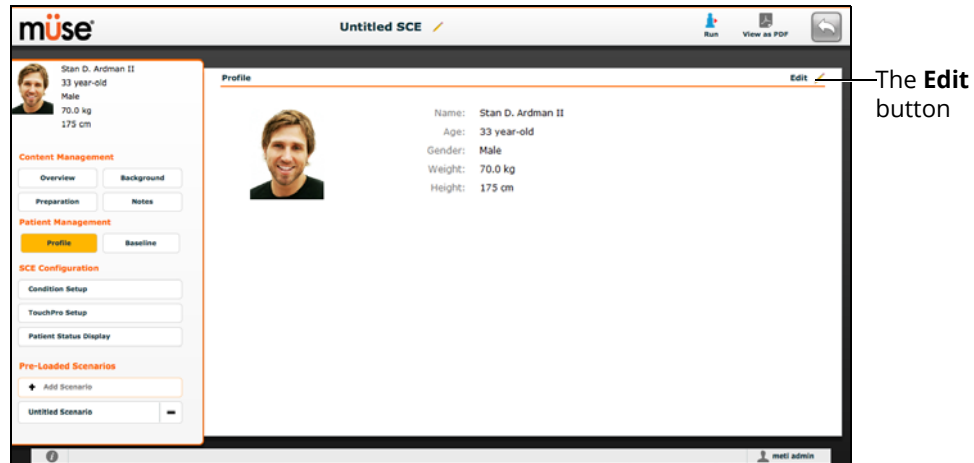 müse
Untitled SCE
Run
View as PDF
Stan D. Ardman II
33 year-old
Male
70.0 kg
175 cm
Content Management
Overview Background
Preparation Notes
Patient Management
Profile Baseline
SCE Configuration
Condition Setup
TouchPro Setup
Patient Status Display
Pre-Loaded Scenarios
+ Add Scenario
Untitled Scenario –
Profile Edit
Name: Stan D. Ardman II
Age: 33 year-old
Gender: Male
Weight: 70.0 kg
Height: 175 cm
The Edit
button
i meti admin